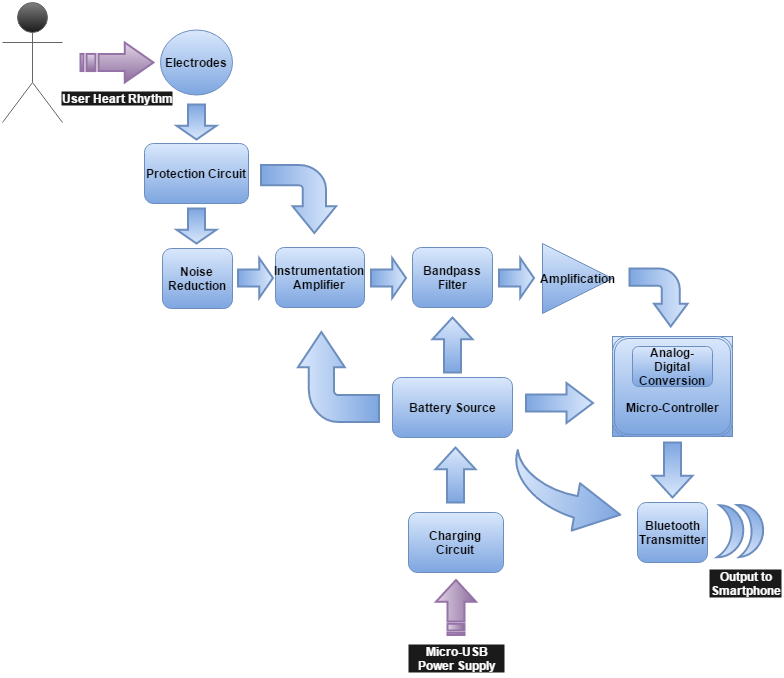 Electrodes
User Heart Rhythm
Protection Circuit
Noise
Reduction
Instrumentation
Amplifier
Bandpass
Filter
Amplification
Analog-
Digital
Conversion
Micro-Controller
Battery Source
Charging
Circuit
Bluetooth
Transmitter
Output to
Smartphone
Micro-USB
Power Supply